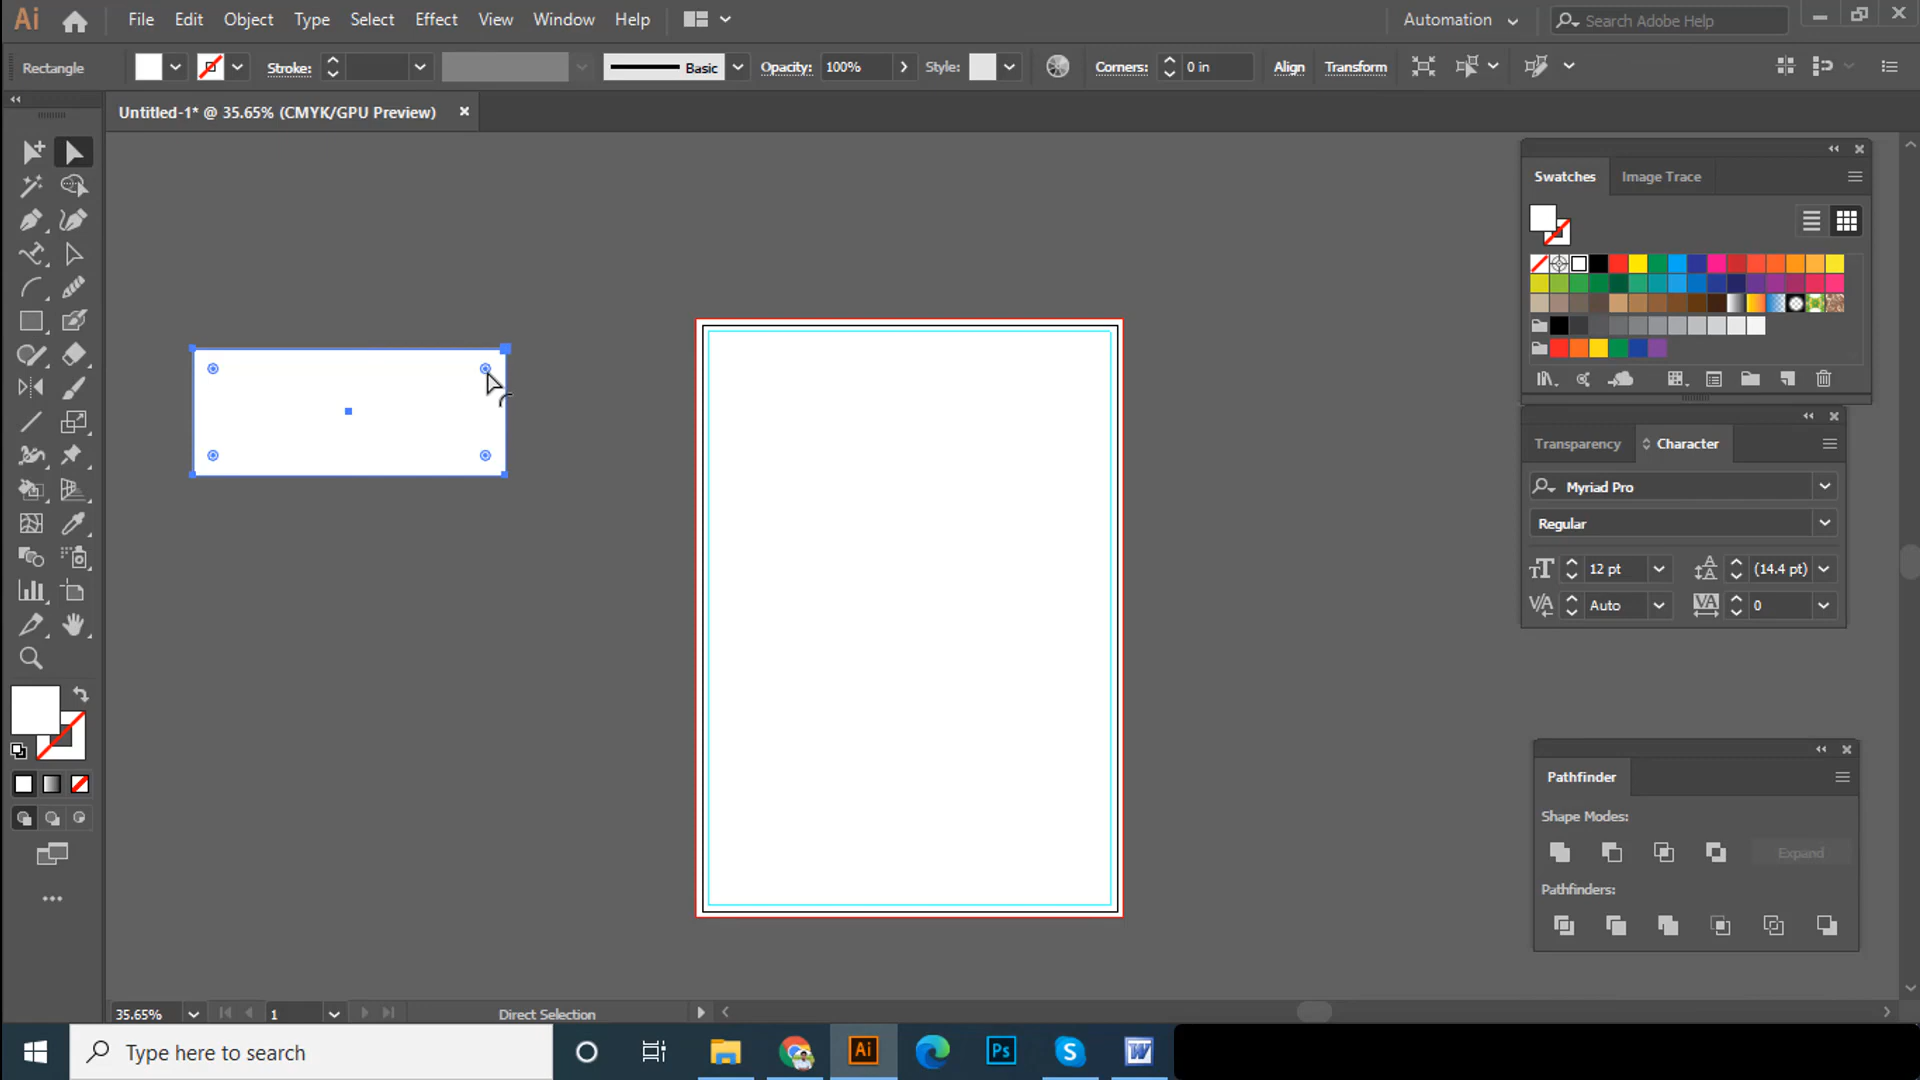 Ai File Edit Object Type Select Effect View Window Help Automation Search Adobe Help
Rectangle Stroke: Basic Opacity: 100% Style: Corners: 0 in Align Transform
Untitled-1* @ 35.65% (CMYK/GPU Preview)
Swatches Image Trace
Transparency Character
Myriad Pro
Regular
12 pt (14.4 pt)
Auto 0
Pathfinder
Shape Modes:
Expand
Pathfinders:
35.65% 1 Direct Selection
Type here to search Ai Ps S W